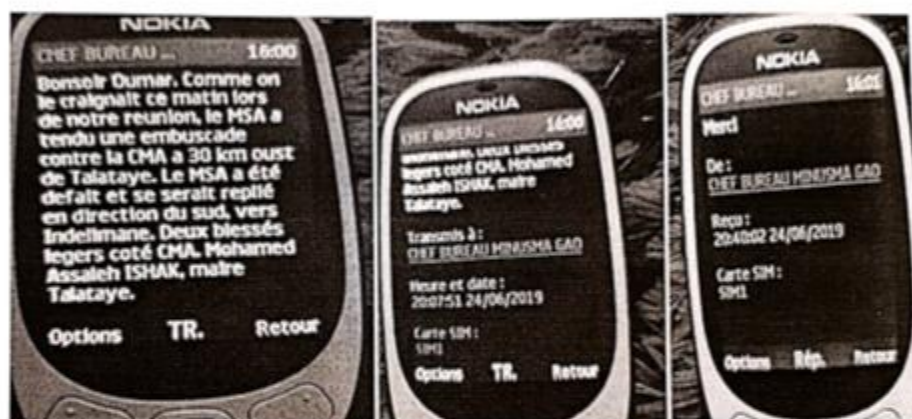 NOKIA
CHEF BUREAU ... 16:00
Bonsoir Oumar. Comme on
le craignait ce matin lors
de notre reunion, le MSA a
tendu une embuscade
contre la CMA a 30 km oust
de Talataye. Le MSA a été
defait et se serait replié
en direction du sud, vers
Indelimane. Deux blessés
legers coté CMA. Mohamed
Assaleh ISHAK, maire
Talataye.
Options TR. Retour
NOKIA
CHEF BUREAU ... 16:00
legers coté CMA. Mohamed
Assaleh ISHAK, maire
Talataye.
Transmis à :
CHEF BUREAU MINUSMA GAO
Heure et date :
20:07:51 24/06/2019
Carte SIM :
SIM1
Options TR. Retour
NOKIA
CHEF BUREAU ... 16:01
Merci
De :
CHEF BUREAU MINUSMA GAO
Reçu :
20:40:02 24/06/2019
Carte SIM :
SIM1
Options Rép. Retour